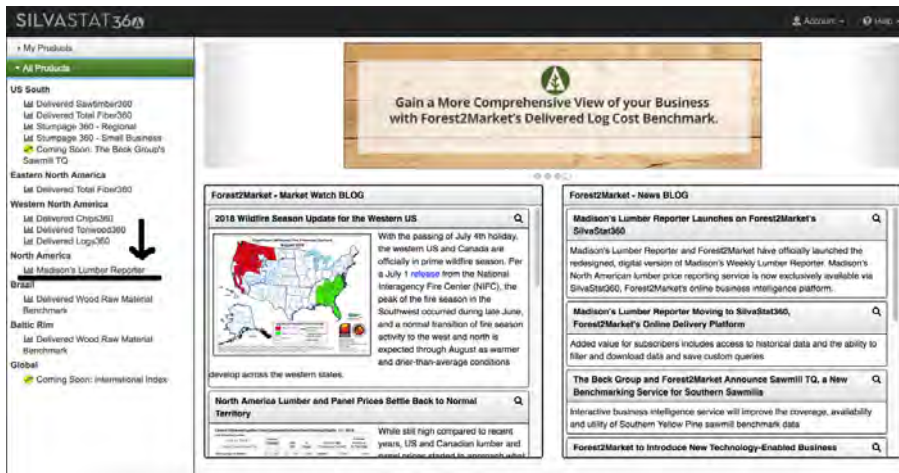 SILVASTAT360
Account
Help
My Products
All Products
US South
Delivered Sawtimber360
Delivered Total Fiber360
Stumpage 360 - Regional
Stumpage 360 - Small Business
Coming Soon: The Beck Group's
Sawmill TQ
Eastern North America
Delivered Total Fiber360
Western North America
Delivered Chips360
Delivered Tonwood360
Delivered Logs360
North America
Madison's Lumber Reporter
Brazil
Delivered Wood Raw Material
Benchmark
Baltic Rim
Delivered Wood Raw Material
Benchmark
Global
Coming Soon: International Index
Gain a More Comprehensive View of your Business
with Forest2Market's Delivered Log Cost Benchmark.
Forest2Market - Market Watch BLOG
2018 Wildfire Season Update for the Western US
With the passing of July 4th holiday,
the western US and Canada are
officially in prime wildfire season. Per
a July 1 release from the National
Interagency Fire Center (NIFC), the
peak of the fire season in the
Southwest occurred during late June,
and a normal transition of fire season
activity to the west and north is
expected through August as warmer
and drier-than-average conditions
develop across the western states.
North America Lumber and Panel Prices Settle Back to Normal
Territory
While still high compared to recent
years, US and Canadian lumber and
panel prices started to approach what
Forest2Market - News BLOG
Madison's Lumber Reporter Launches on Forest2Market's
SilvaStat360
Madison's Lumber Reporter and Forest2Market have officially launched the
redesigned, digital version of Madison's Weekly Lumber Reporter. Madison's
North American lumber price reporting service is now exclusively available via
SilvaStat360, Forest2Market's online business intelligence platform.
Madison's Lumber Reporter Moving to SilvaStat360,
Forest2Market's Online Delivery Platform
Added value for subscribers includes access to historical data and the ability to
filter and download data and save custom queries
The Beck Group and Forest2Market Announce Sawmill TQ, a New
Benchmarking Service for Southern Sawmills
Interactive business intelligence service will improve the coverage, availability
and utility of Southern Yellow Pine sawmill benchmark data
Forest2Market to Introduce New Technology-Enabled Business